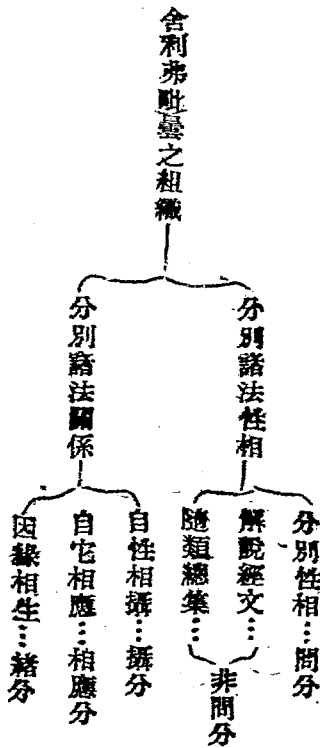 舍利弗毗曇之組織
分別諸法性相
分別性相…問分
解說經文…
隨類總集…
非問分
分別諸法關係
自性相攝…攝分
自它相應…相應分
因緣相生…緒分